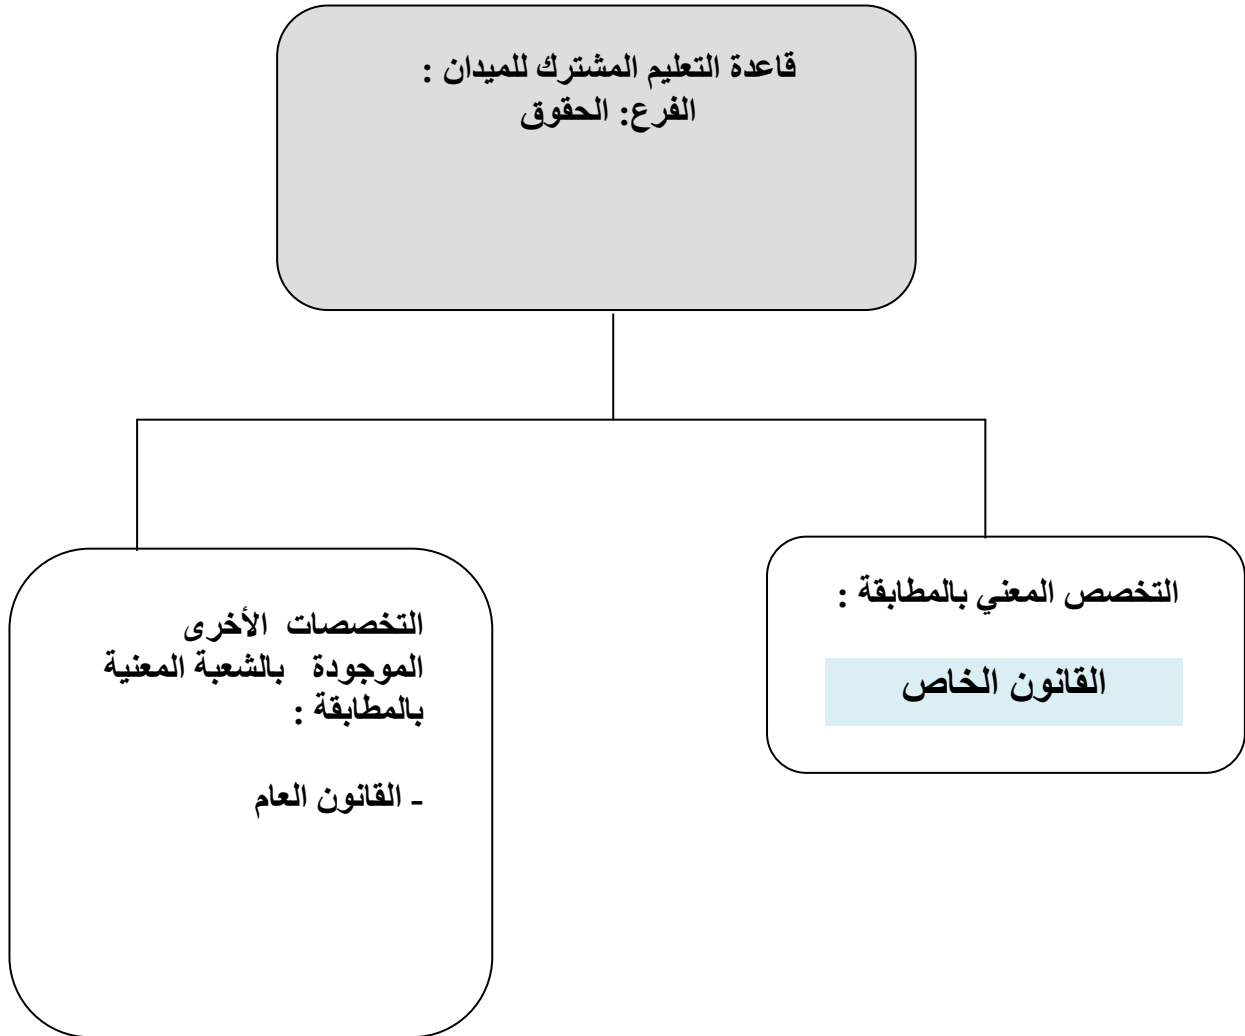 قاعدة التعليم المشترك للميدان :
الفرع: الحقوق
التخصص المعني بالمطابقة :
القانون الخاص
التخصصات الأخرى
الموجودة بالشعبة المعنية
بالمطابقة :
- القانون العام